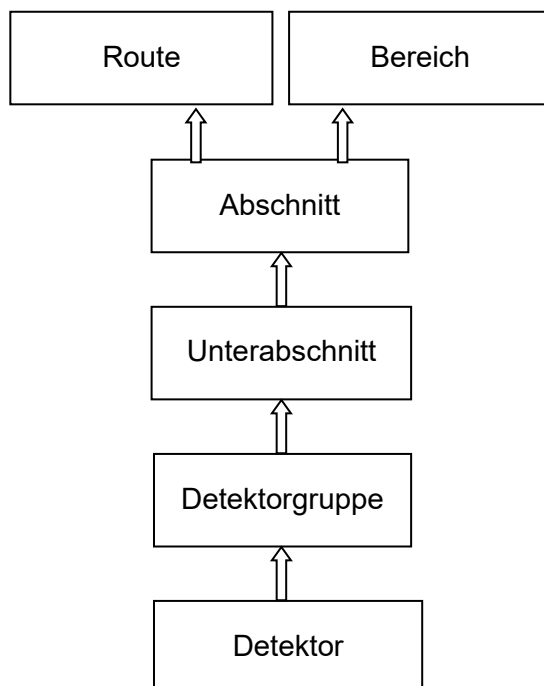 Route
Bereich
Abschnitt
Unterabschnitt
Detektorgruppe
Detektor